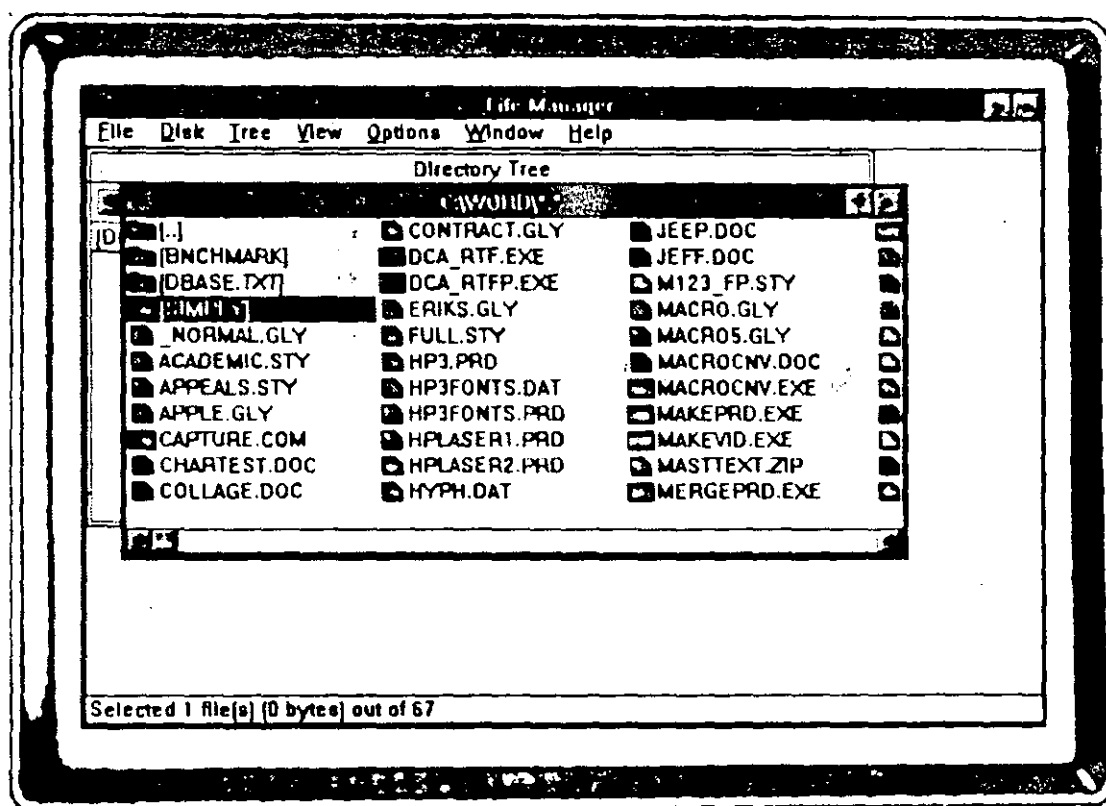 File Manager
File Disk Tree View Options Window Help
Directory Tree
C:\WORD\*.*
[..] CONTRACT.GLY JEEP.DOC
[BNCHMARK] DCA_RTF.EXE JEFF.DOC
[DBASE.TXT] DCA_RTFP.EXE M123_FP.STY
ERIKS.GLY MACRO.GLY
_NORMAL.GLY FULL.STY MACRO5.GLY
ACADEMIC.STY HP3.PRD MACROCNV.DOC
APPEALS.STY HP3FONTS.DAT MACROCNV.EXE
APPLE.GLY HP3FONTS.PRD MAKEPRD.EXE
CAPTURE.COM HPLASER1.PRD MAKEVID.EXE
CHARTEST.DOC HPLASER2.PRD MASTTEXT.ZIP
COLLAGE.DOC HYPH.DAT MERGEPRD.EXE
Selected 1 file(s) (0 bytes) out of 67